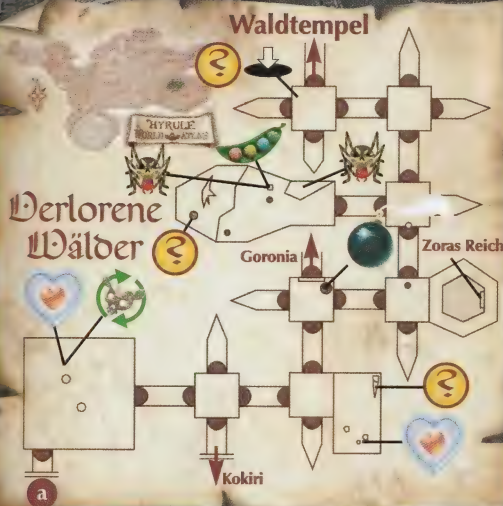 Waldtempel
?
HYRULE
WORLD ATLAS
Verlorene
Wälder
?
Goronia
Zoras Reich
?
Kokiri
a